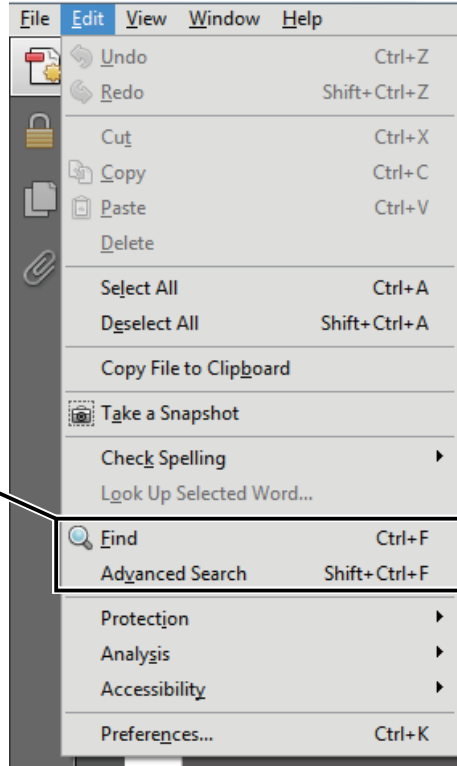 File Edit View Window Help
Undo Ctrl+Z
Redo Shift+Ctrl+Z
Cut Ctrl+X
Copy Ctrl+C
Paste Ctrl+V
Delete
Select All Ctrl+A
Deselect All Shift+Ctrl+A
Copy File to Clipboard
Take a Snapshot
Check Spelling
Look Up Selected Word...
Find Ctrl+F
Advanced Search Shift+Ctrl+F
Protection
Analysis
Accessibility
Preferences... Ctrl+K